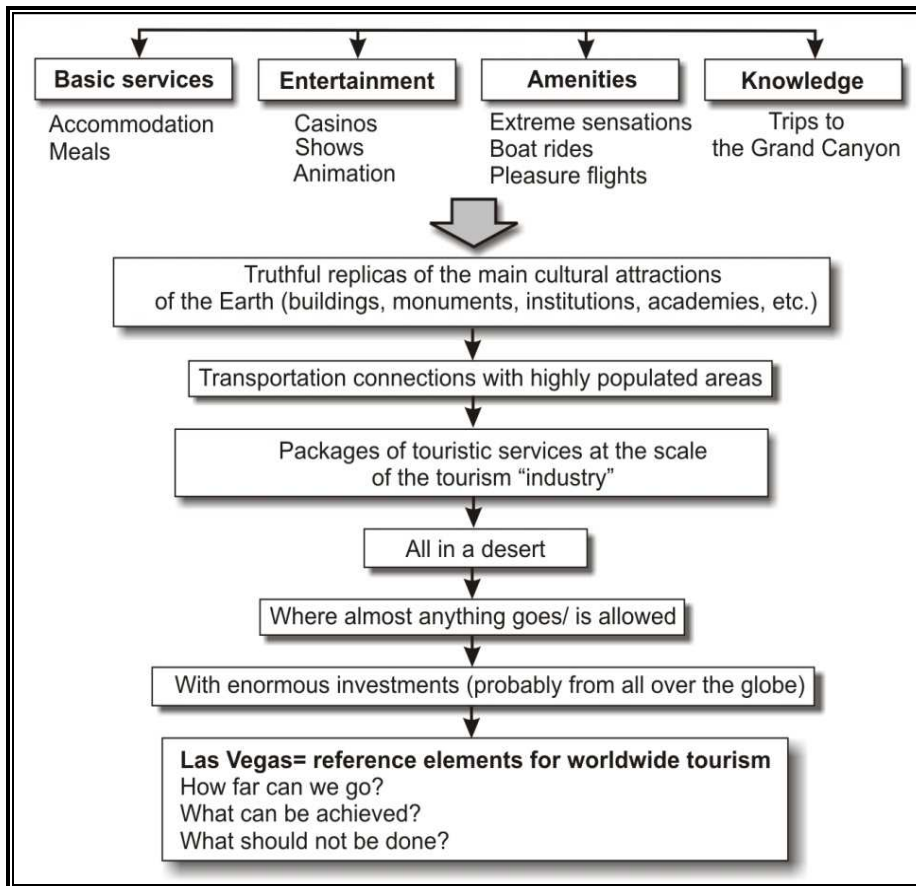 Basic services
Accommodation
Meals
Entertainment
Casinos
Shows
Animation
Amenities
Extreme sensations
Boat rides
Pleasure flights
Knowledge
Trips to
the Grand Canyon
Truthful replicas of the main cultural attractions
of the Earth (buildings, monuments, institutions, academies, etc.)
Transportation connections with highly populated areas
Packages of touristic services at the scale
of the tourism “industry”
All in a desert
Where almost anything goes/ is allowed
With enormous investments (probably from all over the globe)
Las Vegas= reference elements for worldwide tourism
How far can we go?
What can be achieved?
What should not be done?